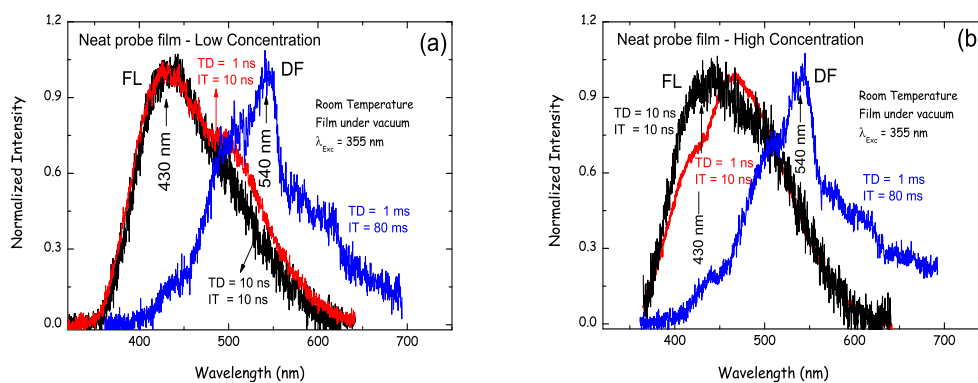 Neat probe film - Low Concentration
(a)
FL
TD = 1 ns
IT = 10 ns
DF
Room Temperature
Film under vacuum
λExc = 355 nm
430 nm
540 nm
TD = 1 ms
IT = 80 ms
TD = 10 ns
IT = 10 ns
Normalized Intensity
1.2
0.9
0.6
0.3
0.0
400
500
600
700
Wavelength (nm)
Neat probe film - High Concentration
(b
FL
DF
TD = 10 ns
IT = 10 ns
Room Temperature
Film under vacuum
λExc = 355 nm
540 nm
TD = 1 ns
IT = 10 ns
TD = 1 ms
IT = 80 ms
430 nm
Normalized Intensity
1.2
0.9
0.6
0.3
0.0
400
500
600
700
Wavelength (nm)